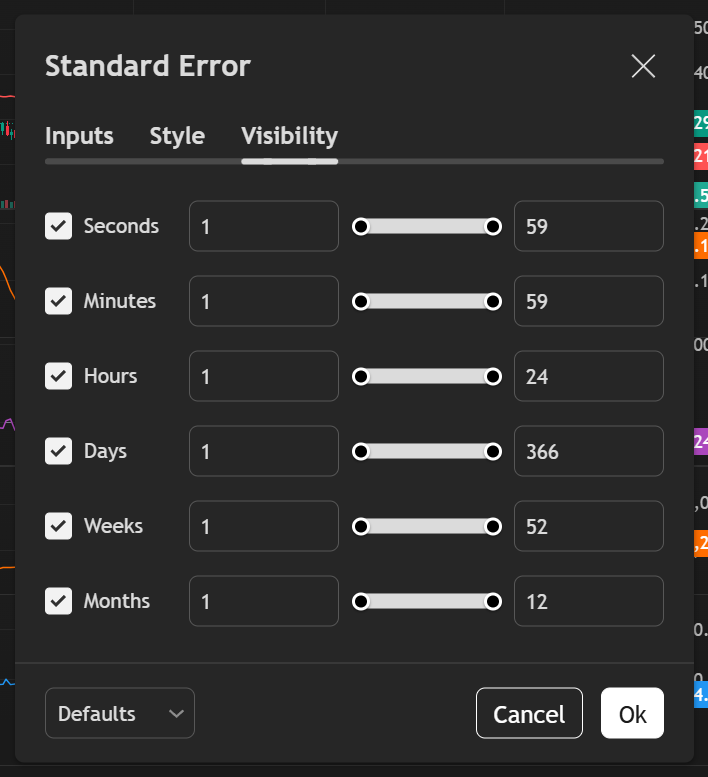 Standard Error
Inputs Style Visibility
Seconds 1 59
Minutes 1 59
Hours 1 24
Days 1 366
Weeks 1 52
Months 1 12
Defaults Cancel Ok